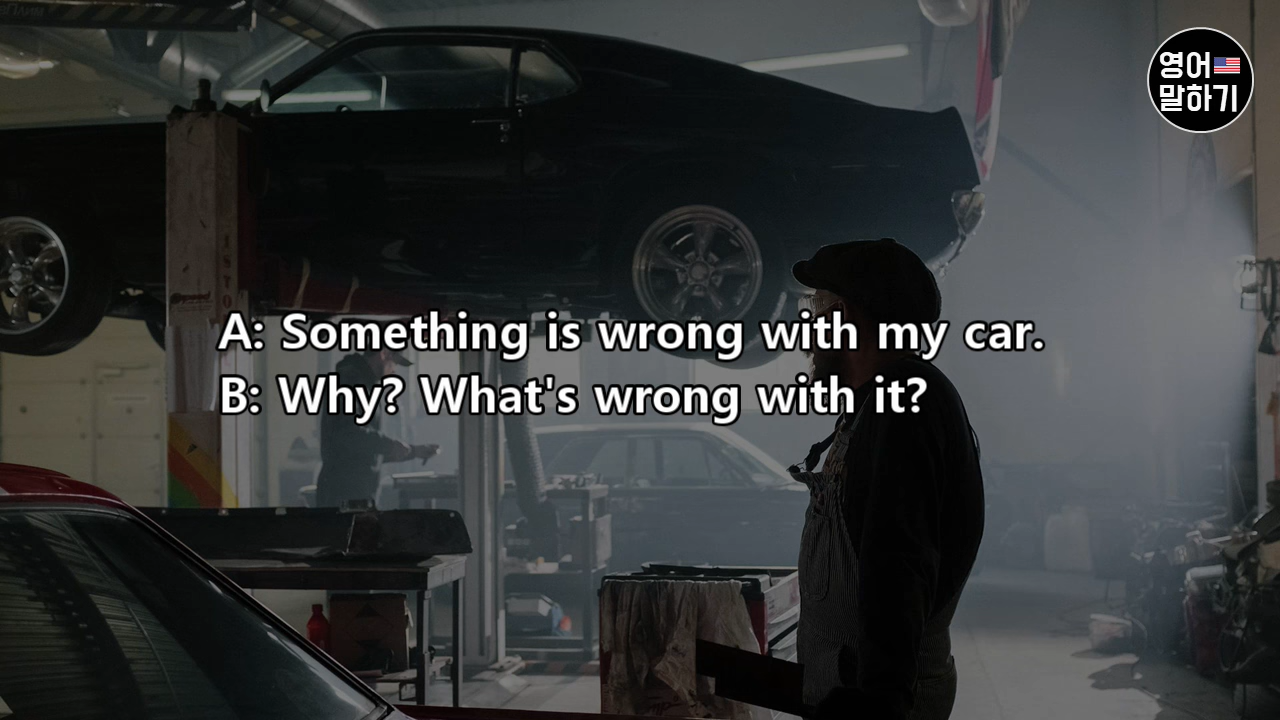 영어
말하기
A: Something is wrong with my car.
B: Why? What's wrong with it?